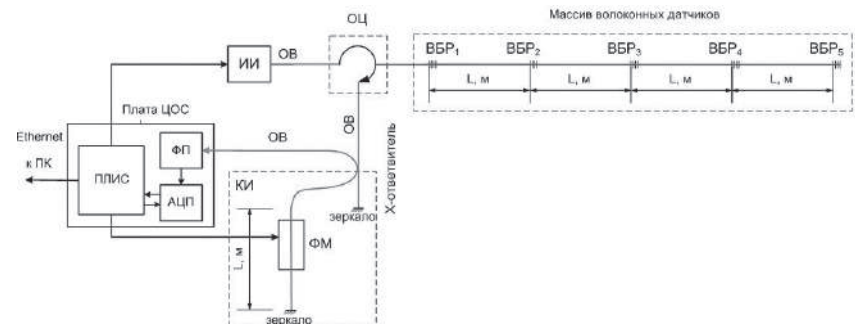 Массив волоконных датчиков
ОЦ
ВБР₁ ВБР₂ ВБР₃ ВБР₄ ВБР₅
ИИ
ОВ
L, м L, м L, м L, м
Плата ЦОС
Ethernet
ОВ
ОВ
Х-ответвитель
ФП
к ПК
ПЛИС
АЦП
КИ
зеркало
ФМ
L, м
зеркало